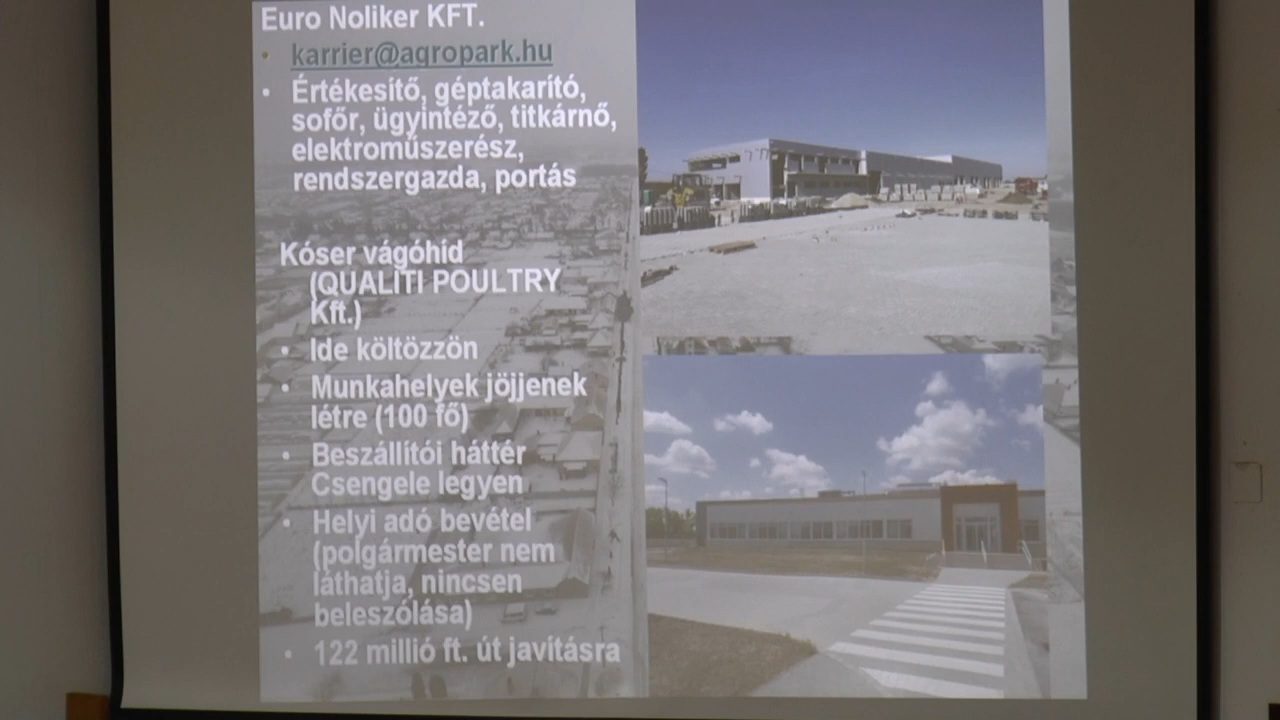 Euro Noliker KFT.
• karrier@agropark.hu
• Értékesítő, géptakarító,
sofőr, ügyintéző, titkárnő,
elektroműszerész,
rendszergazda, portás
Kóser vágóhíd
(QUALITI POULTRY
Kft.)
• Ide költözzön
• Munkahelyek jöjjenek
létre (100 fő)
• Beszállítói háttér
Csengele legyen
• Helyi adó bevétel
(polgármester nem
láthatja, nincsen
beleszólása)
• 122 millió ft. út javításra